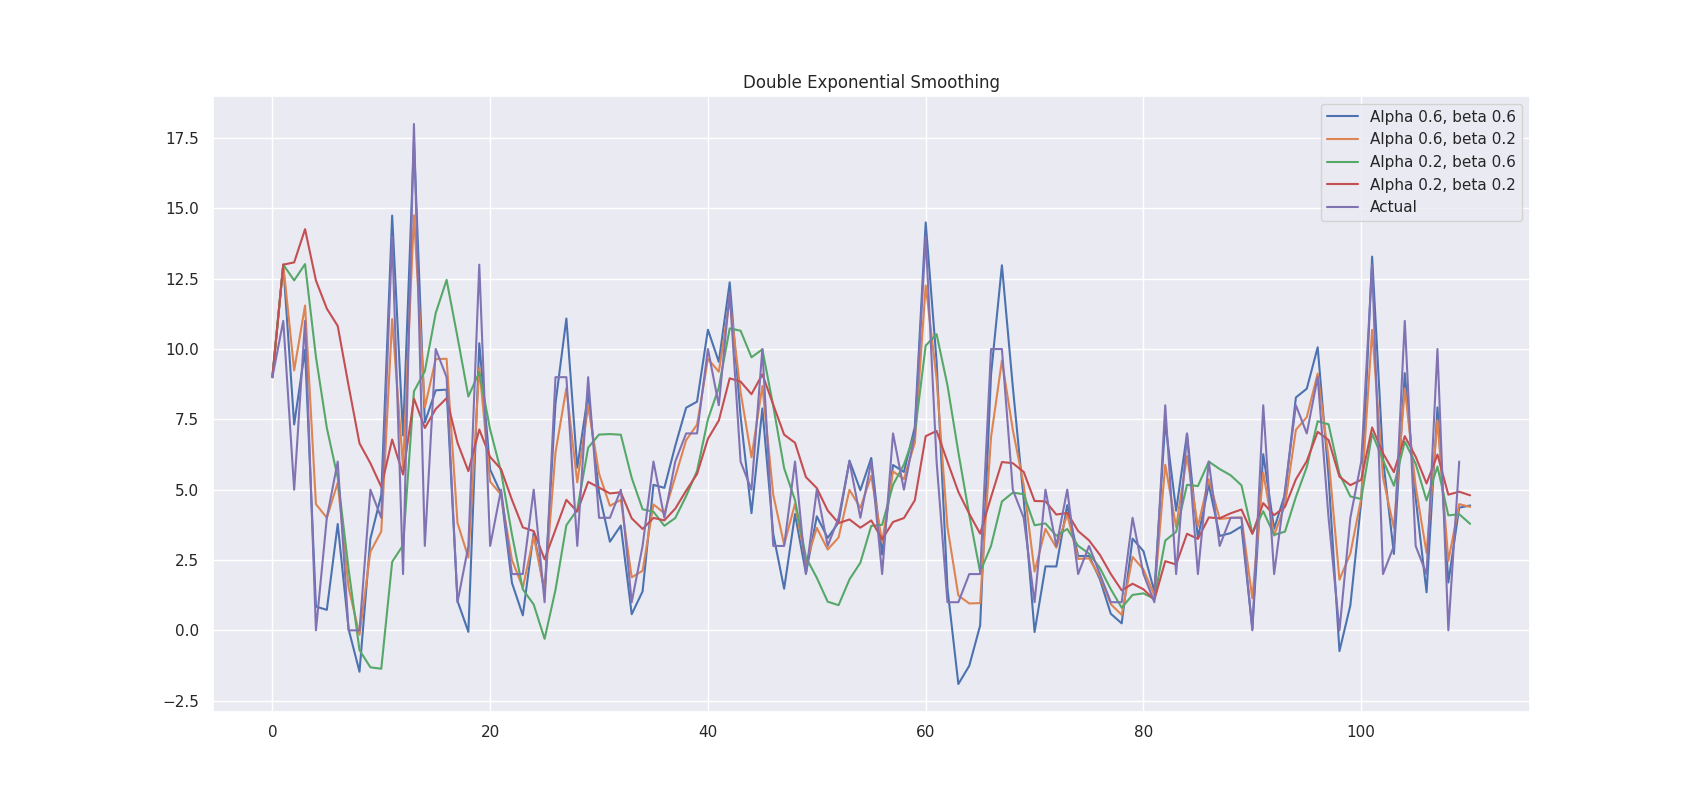 Double Exponential Smoothing
Alpha 0.6, beta 0.6
Alpha 0.6, beta 0.2
Alpha 0.2, beta 0.6
Alpha 0.2, beta 0.2
Actual
17.5
15.0
12.5
10.0
7.5
5.0
2.5
0.0
−2.5
0 20 40 60 80 100